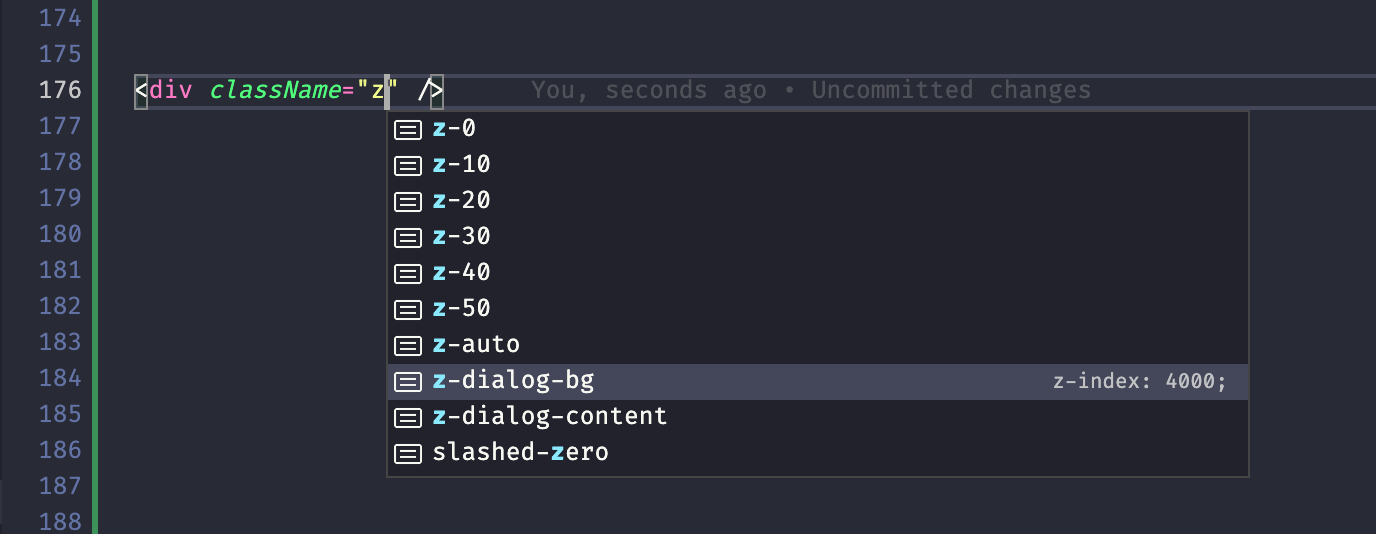 174
175
176 <div className="z" /> You, seconds ago • Uncommitted changes
177 z-0
178 z-10
179 z-20
180 z-30
181 z-40
182 z-50
183 z-auto
184 z-dialog-bg z-index: 4000;
185 z-dialog-content
186 slashed-zero
187
188